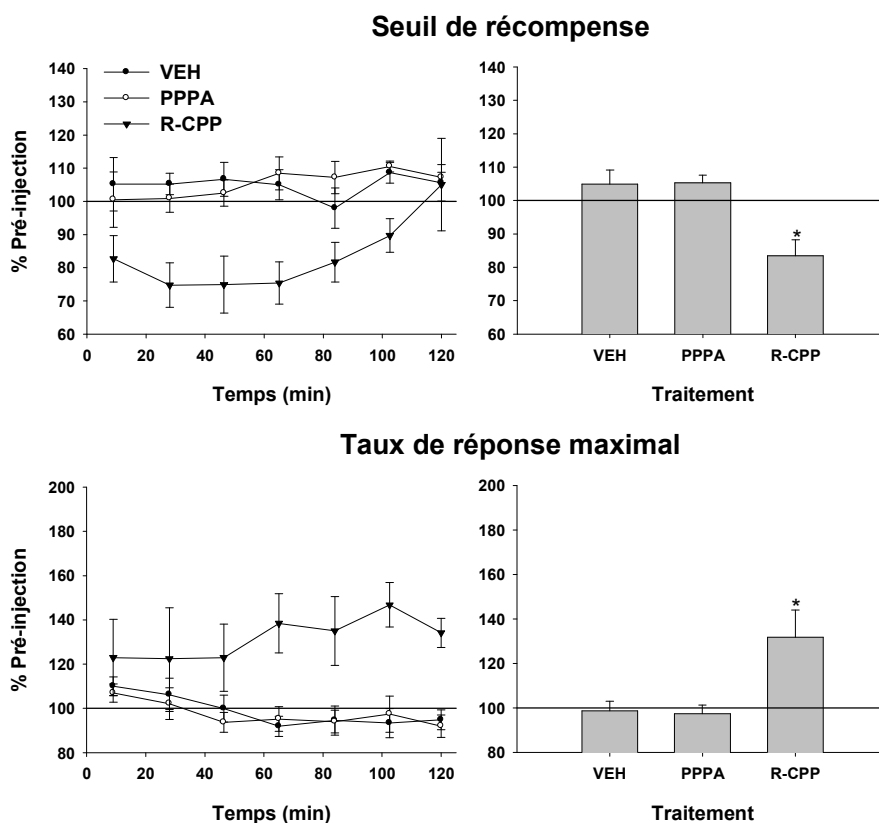 Seuil de récompense
VEH
PPPA
R-CPP
% Pré-injection
140
130
120
110
100
90
80
70
60
0 20 40 60 80 100 120
Temps (min)
140
130
120
110
100
90
80
70
60
*
VEH PPPA R-CPP
Traitement
Taux de réponse maximal
% Pré-injection
200
180
160
140
120
100
80
0 20 40 60 80 100 120
Temps (min)
200
180
160
140
120
100
80
*
VEH PPPA R-CPP
Traitement